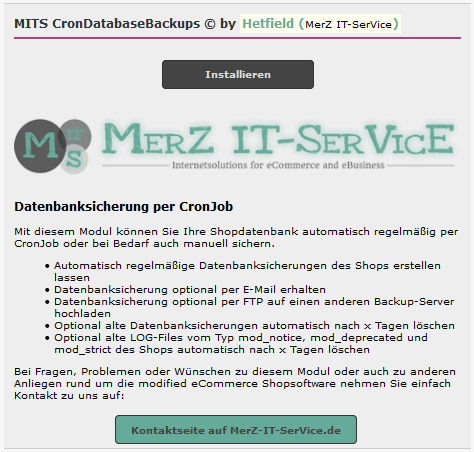 MITS CronDatabaseBackups © by Hetfield (MerZ IT-SerVice)
Installieren
M IT S MerZ IT-SerVicE
Internetsolutions for eCommerce and eBusiness
Datenbanksicherung per CronJob
Mit diesem Modul können Sie Ihre Shopdatenbank automatisch regelmäßig per
CronJob oder bei Bedarf auch manuell sichern.
• Automatisch regelmäßige Datenbanksicherungen des Shops erstellen
lassen
• Datenbanksicherung optional per E-Mail erhalten
• Datenbanksicherung optional per FTP auf einen anderen Backup-Server
hochladen
• Optional alte Datenbanksicherungen automatisch nach x Tagen löschen
• Optional alte LOG-Files vom Typ mod_notice, mod_deprecated und
mod_strict des Shops automatisch nach x Tagen löschen
Bei Fragen, Problemen oder Wünschen zu diesem Modul oder auch zu anderen
Anliegen rund um die modified eCommerce Shopsoftware nehmen Sie einfach
Kontakt zu uns auf:
Kontaktseite auf MerZ-IT-SerVice.de